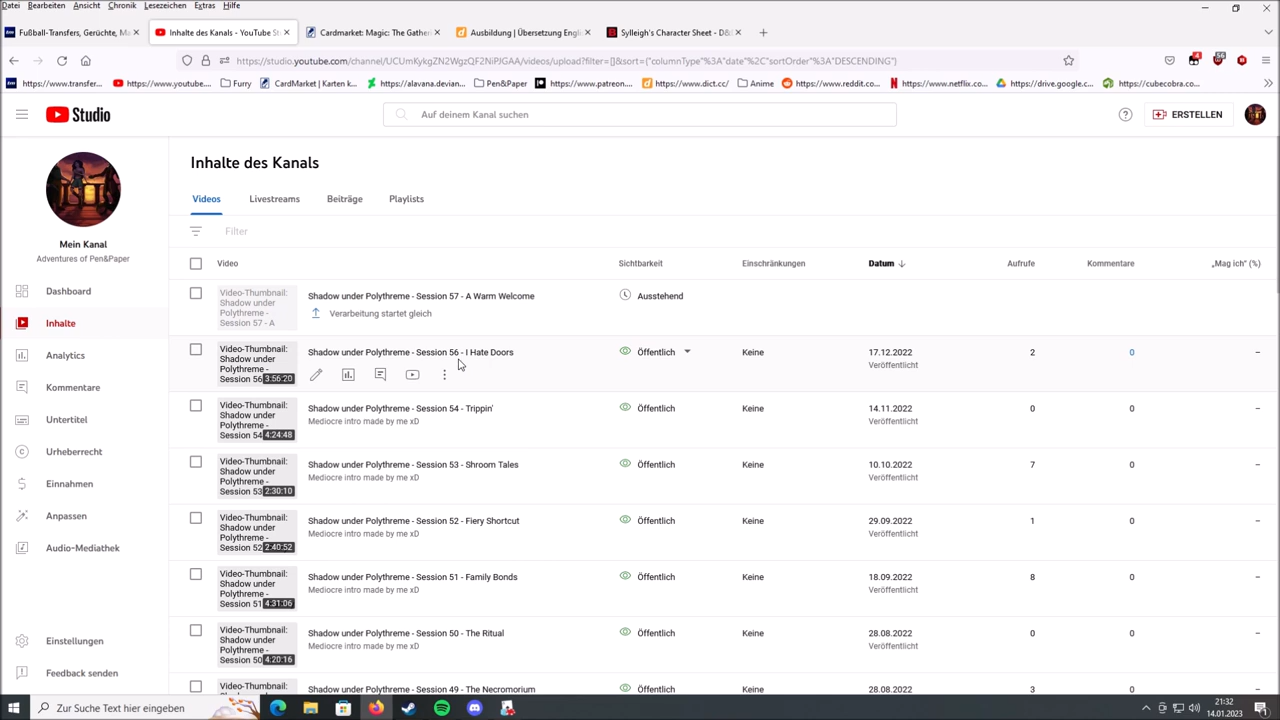 Datei Bearbeiten Ansicht Chronik Lesezeichen Extras Hilfe
Fußball-Transfers, Gerüchte, Ma
Inhalte des Kanals - YouTube St
Cardmarket: Magic: The Gather
Ausbildung | Übersetzung Engl
Sylleigh's Character Sheet - D&
https://studio.youtube.com/channel/UCUmKykgZN2WgzQF2NtXGAA/videos/upload?filter=[]&sort={"columnType"%3A"date"%2C"sortOrder"%3A"DESCENDING"}
https://www.transfer...
https://www.youtube....
Furry
CardMarket | Karten k...
https://alavana.devian...
Pen&Paper
https://www.patreon....
https://www.dict.cc/
Anime
https://www.reddit.co...
https://www.netflix.co...
https://drive.google.c...
https://cubecobra.co...
Studio
Auf deinem Kanal suchen
ERSTELLEN
Mein Kanal
Adventures of Pen&Paper
Dashboard
Inhalte
Analytics
Kommentare
Untertitel
Urheberrecht
Einnahmen
Anpassen
Audio-Mediathek
Einstellungen
Feedback senden
Inhalte des Kanals
Videos Livestreams Beiträge Playlists
Filter
Video Sichtbarkeit Einschränkungen Datum Aufrufe Kommentare „Mag ich“ (%)
Video-Thumbnail:
Shadow under
Polythreme -
Session 57 - A
Shadow under Polythreme - Session 57 - A Warm Welcome
Verarbeitung startet gleich
Ausstehend
Video-Thumbnail:
Shadow under
Polythreme -
Session 56 3:56:20
Shadow under Polythreme - Session 56 - I Hate Doors
Öffentlich Keine 17.12.2022 2 0 –
Veröffentlicht
Video-Thumbnail:
Shadow under
Polythreme -
Session 54 4:24:48
Shadow under Polythreme - Session 54 - Trippin'
Mediocre intro made by me xD
Öffentlich Keine 14.11.2022 0 0 –
Veröffentlicht
Video-Thumbnail:
Shadow under
Polythreme -
Session 53 2:30:10
Shadow under Polythreme - Session 53 - Shroom Tales
Mediocre intro made by me xD
Öffentlich Keine 10.10.2022 7 0 –
Veröffentlicht
Video-Thumbnail:
Shadow under
Polythreme -
Session 52 2:40:52
Shadow under Polythreme - Session 52 - Fiery Shortcut
Mediocre intro made by me xD
Öffentlich Keine 29.09.2022 1 0 –
Veröffentlicht
Video-Thumbnail:
Shadow under
Polythreme -
Session 51 4:31:06
Shadow under Polythreme - Session 51 - Family Bonds
Mediocre intro made by me xD
Öffentlich Keine 18.09.2022 8 0 –
Veröffentlicht
Video-Thumbnail:
Shadow under
Polythreme -
Session 50 4:20:16
Shadow under Polythreme - Session 50 - The Ritual
Mediocre intro made by me xD
Öffentlich Keine 28.08.2022 0 0 –
Veröffentlicht
Video-Thumbnail:
Shadow under
Shadow under Polythreme - Session 49 - The Necromorium
Öffentlich Keine 28.08.2022 3 0 –
Zur Suche Text hier eingeben
21:32
14.01.2023